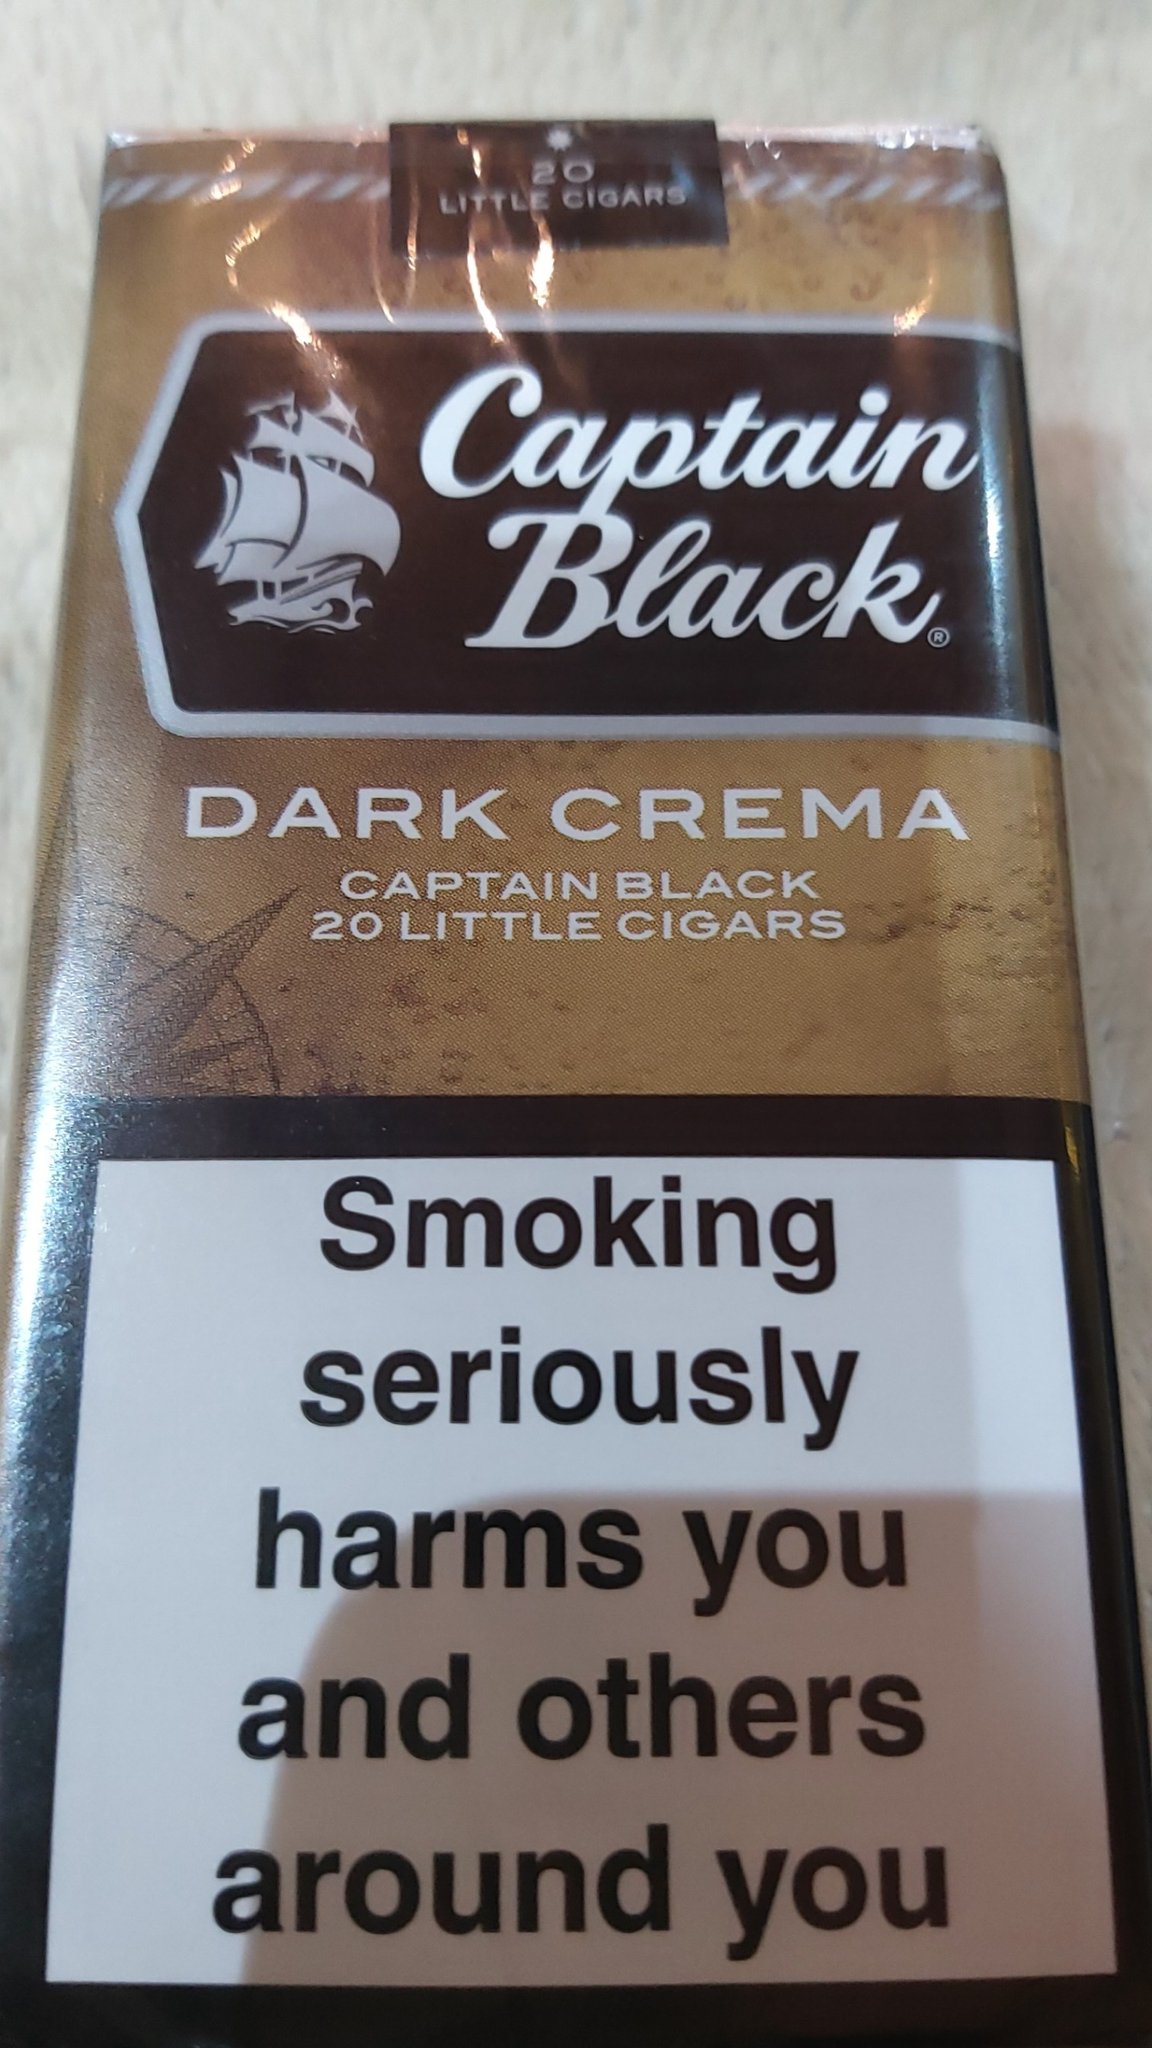 20
LITTLE CIGARS
Captain
Black®
DARK CREMA
CAPTAIN BLACK
20 LITTLE CIGARS
Smoking
seriously
harms you
and others
around you